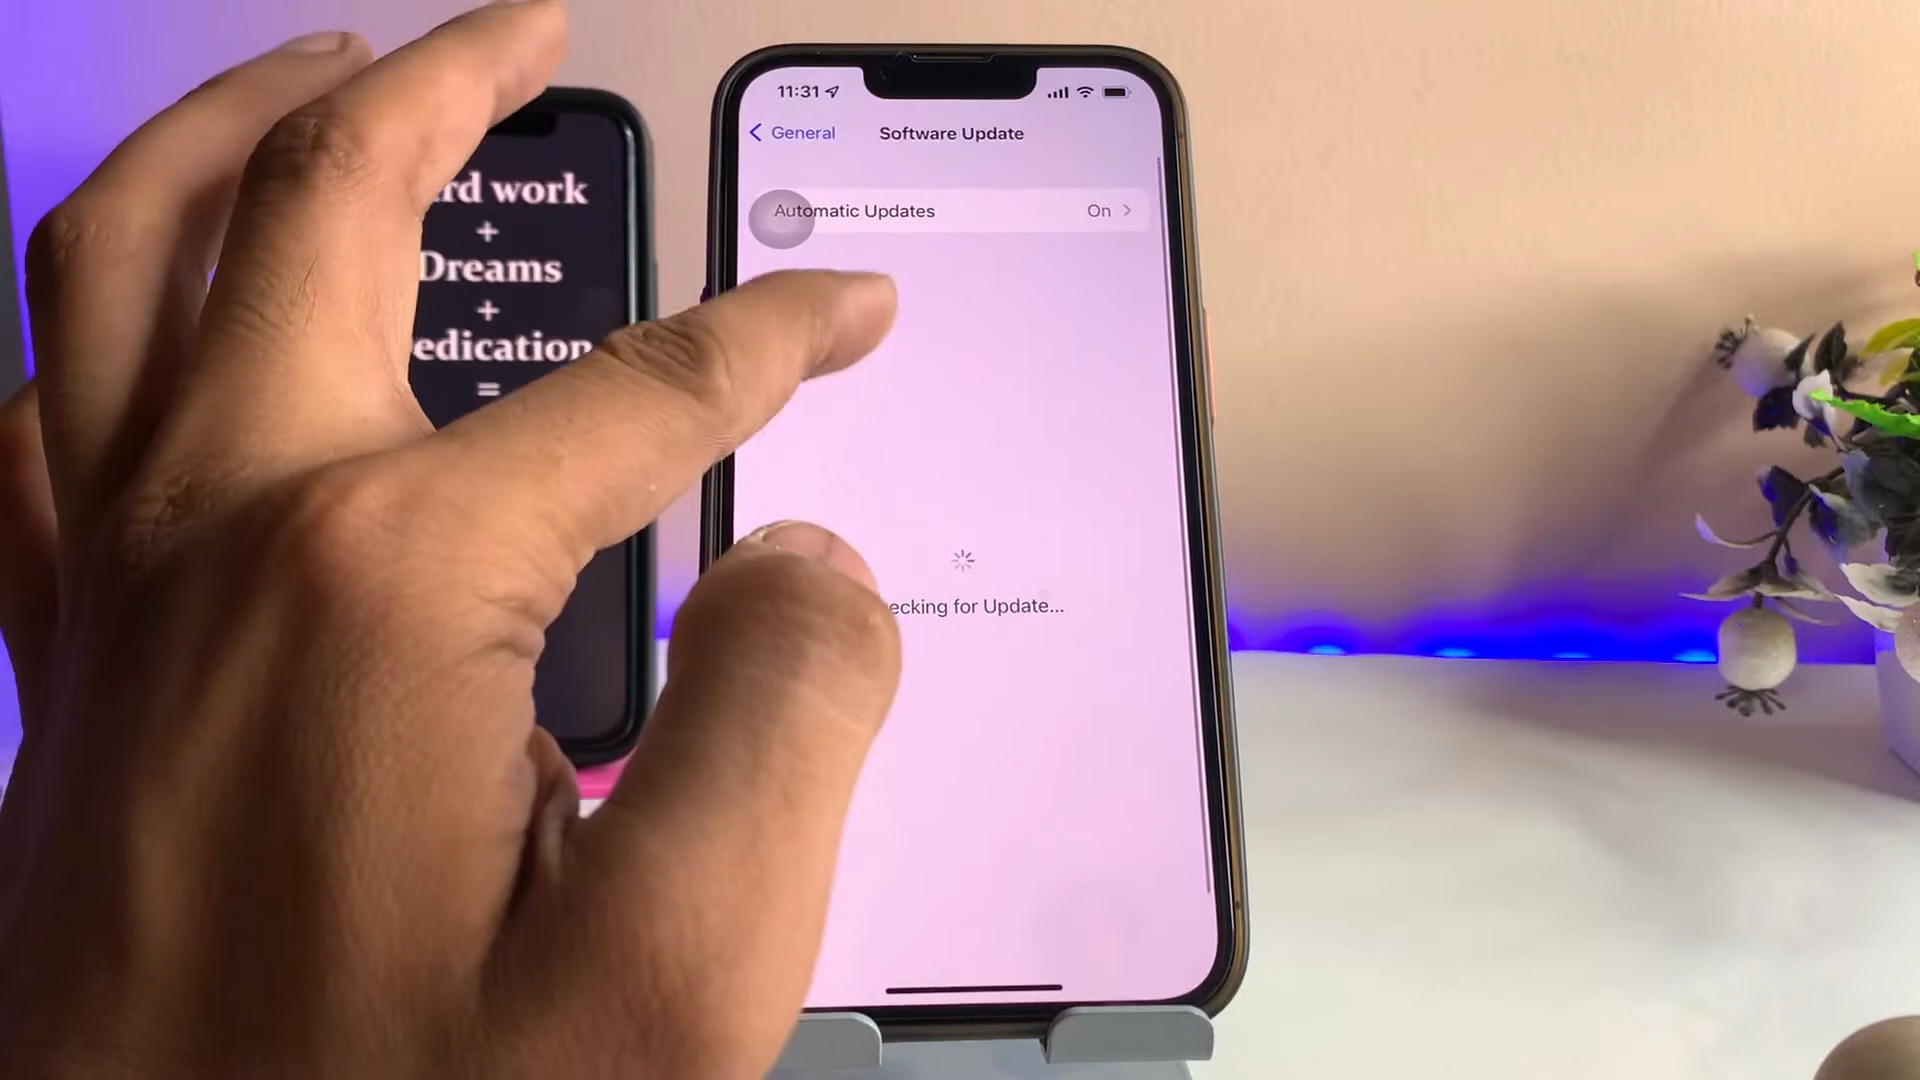 11:31
General
Software Update
Automatic Updates On
ecking for Update...
rd work
+
Dreams
+
edication
=